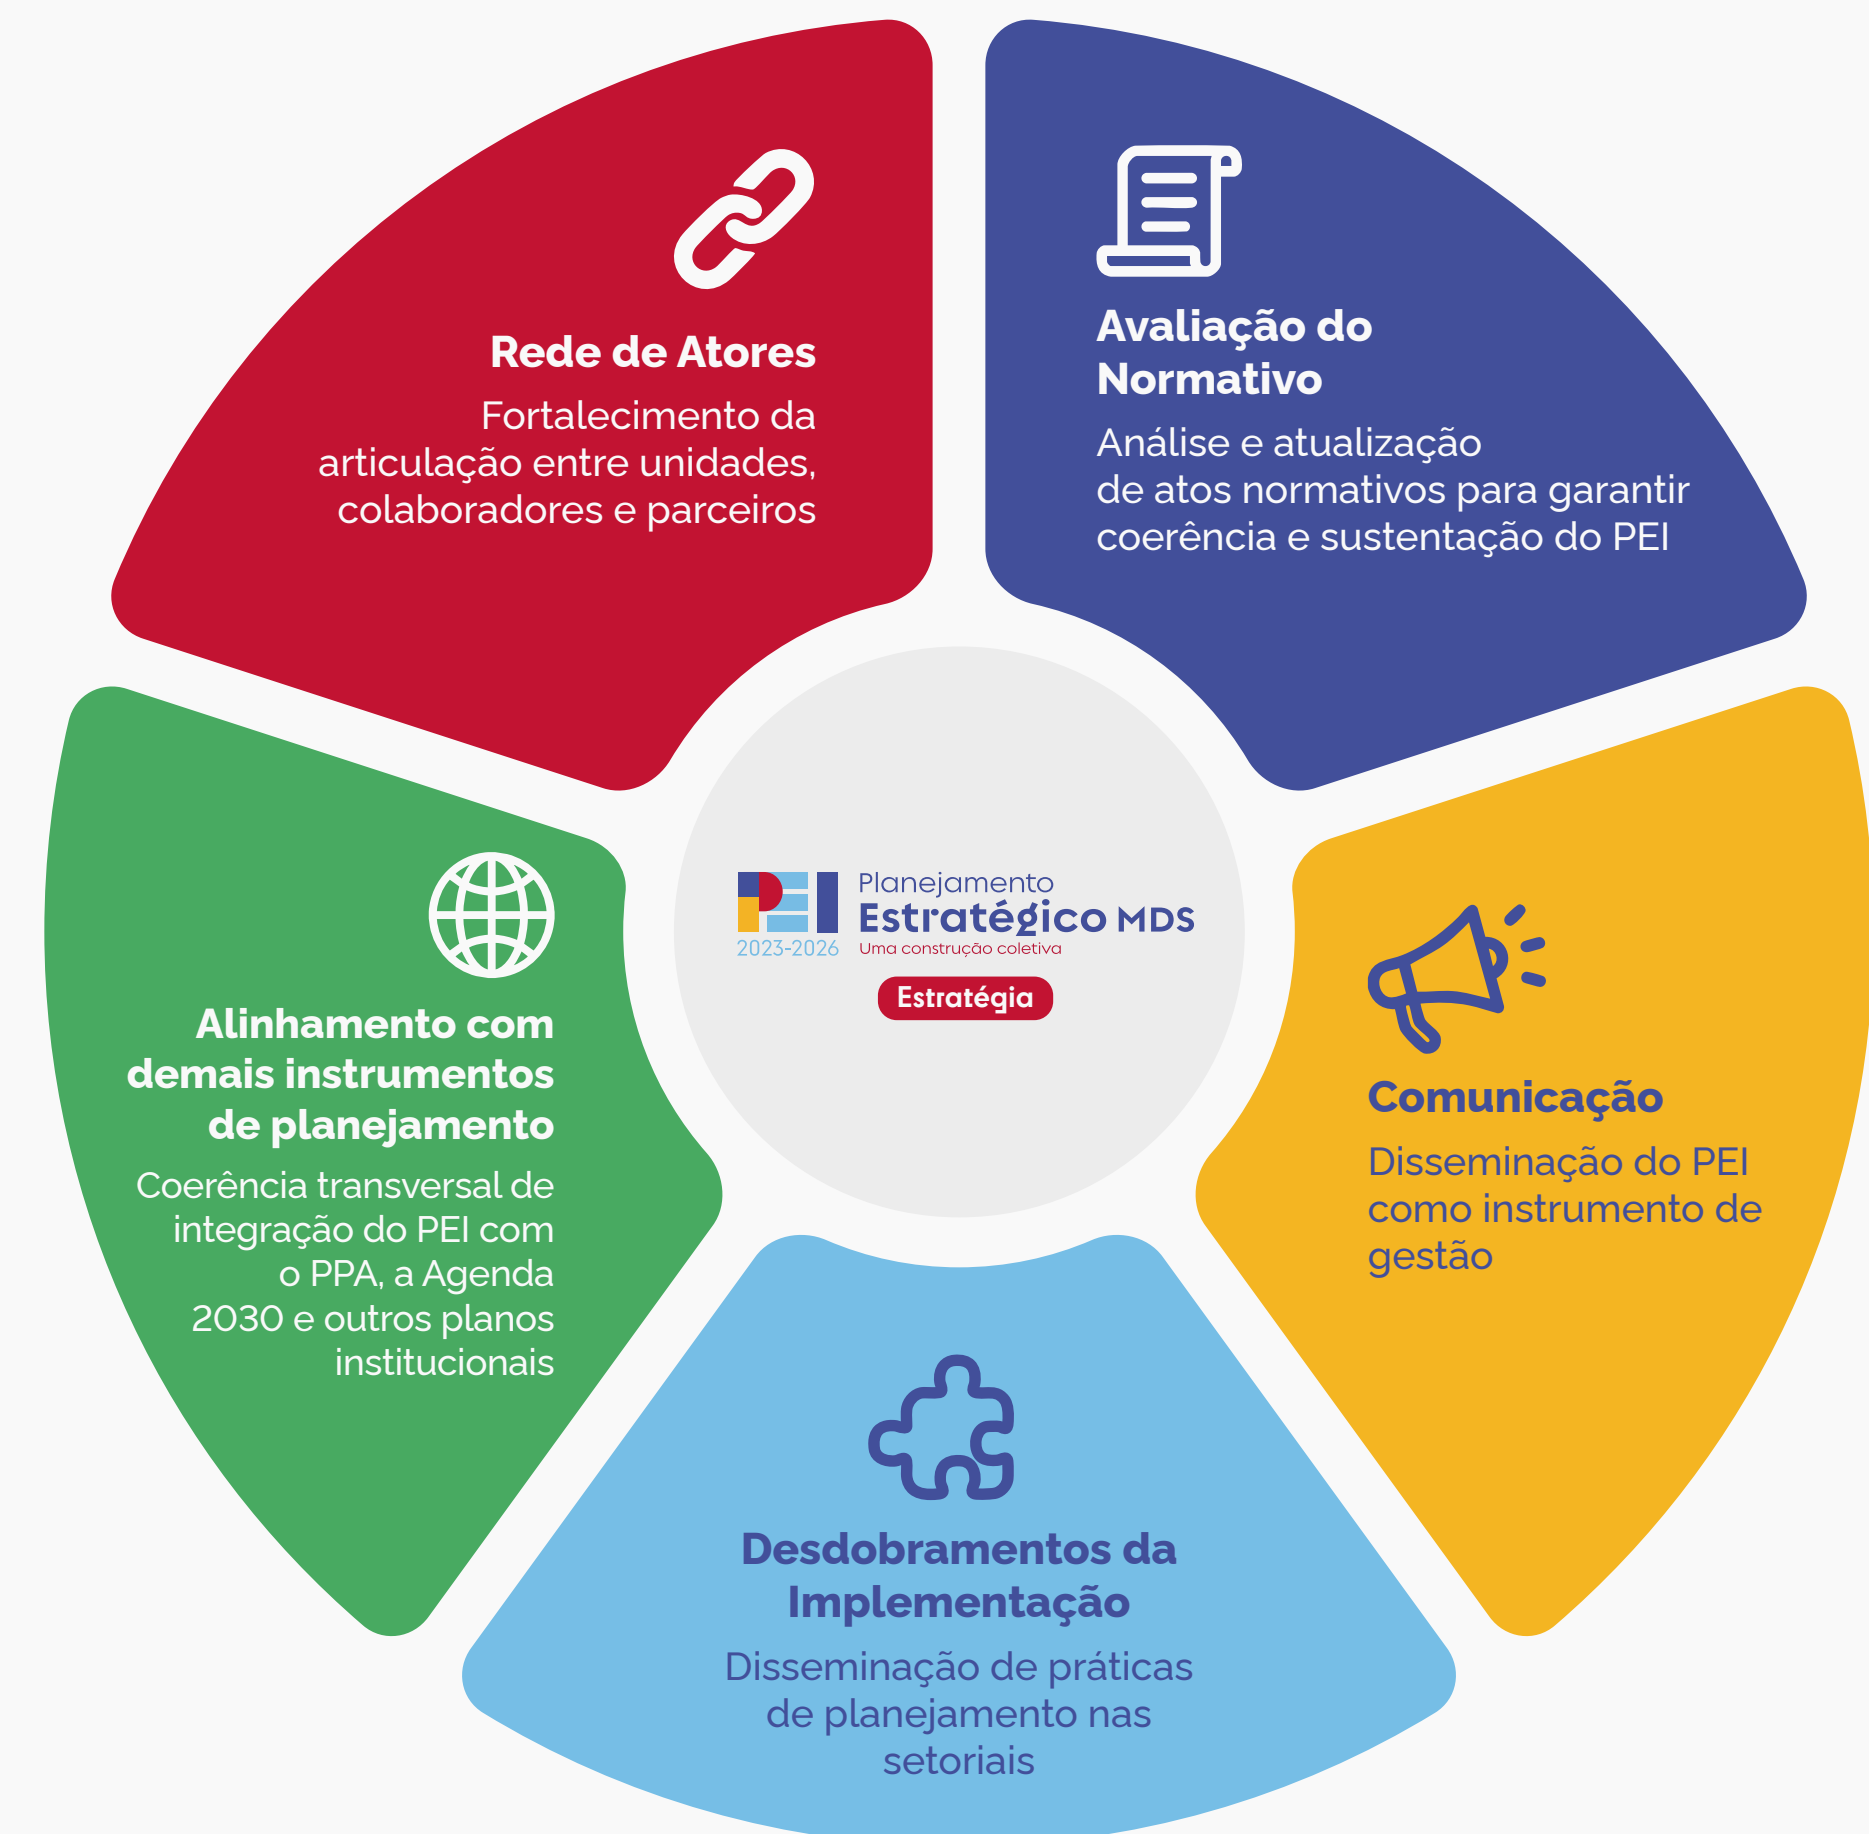 Rede de Atores
Fortalecimento da
articulação entre unidades,
colaboradores e parceiros
Avaliação do
Normativo
Análise e atualização
de atos normativos para garantir
coerência e sustentação do PEI
PEI
2023-2026
Planejamento
Estratégico MDS
Uma construção coletiva
Estratégia
Alinhamento com
demais instrumentos
de planejamento
Coerência transversal de
integração do PEI com
o PPA, a Agenda
2030 e outros planos
institucionais
Comunicação
Disseminação do PEI
como instrumento de
gestão
Desdobramentos da
Implementação
Disseminação de práticas
de planejamento nas
setoriais